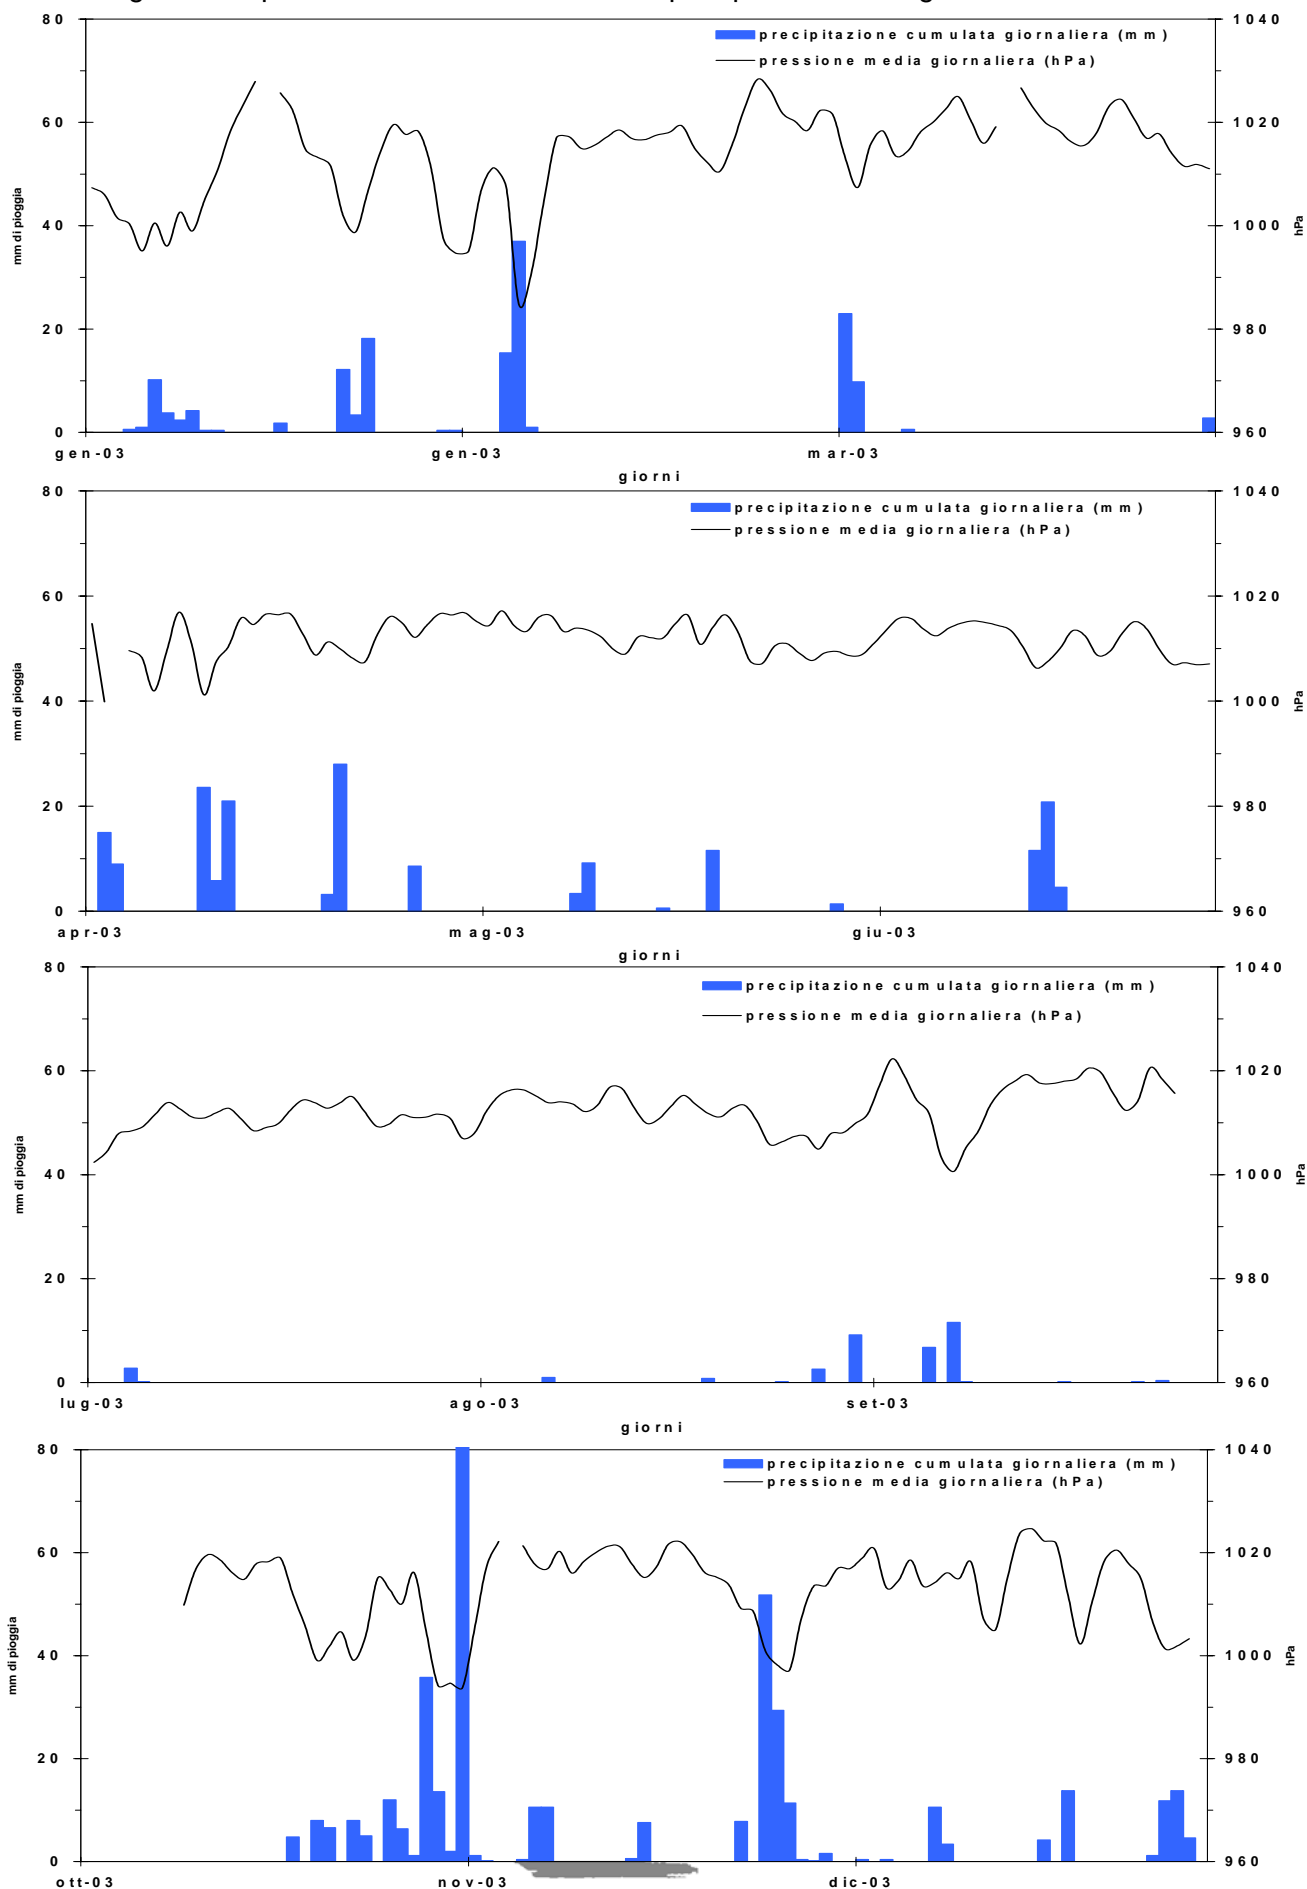 80 1040
precipitazione cumulata giornaliera (mm)
pressione media giornaliera (hPa)
60 1020
mm di pioggia
40 1000
hPa
20 980
0 960
gen-03 gen-03 mar-03
giorni
80 1040
precipitazione cumulata giornaliera (mm)
pressione media giornaliera (hPa)
60 1020
mm di pioggia
40 1000
hPa
20 980
0 960
apr-03 mag-03 giu-03
giorni
80 1040
precipitazione cumulata giornaliera (mm)
pressione media giornaliera (hPa)
60 1020
mm di pioggia
40 1000
hPa
20 980
0 960
lug-03 ago-03 set-03
giorni
80 1040
precipitazione cumulata giornaliera (mm)
pressione media giornaliera (hPa)
60 1020
mm di pioggia
40 1000
hPa
20 980
0 960
ott-03 nov-03 dic-03